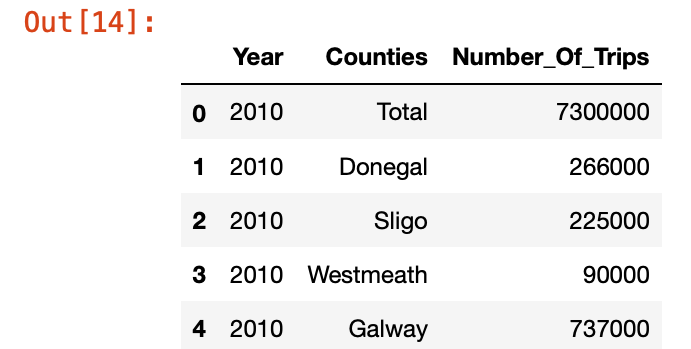 Out[14]:
Year Counties Number_Of_Trips
0 2010 Total 7300000
1 2010 Donegal 266000
2 2010 Sligo 225000
3 2010 Westmeath 90000
4 2010 Galway 737000